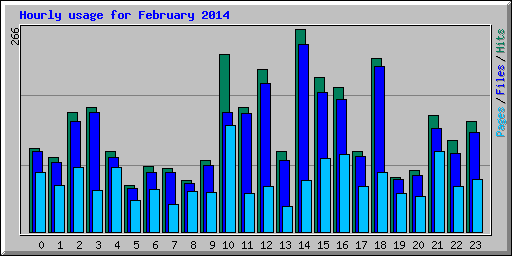 Hourly usage for February 2014
266
Pages/Files/Hits
0 1 2 3 4 5 6 7 8 9 10 11 12 13 14 15 16 17 18 19 20 21 22 23